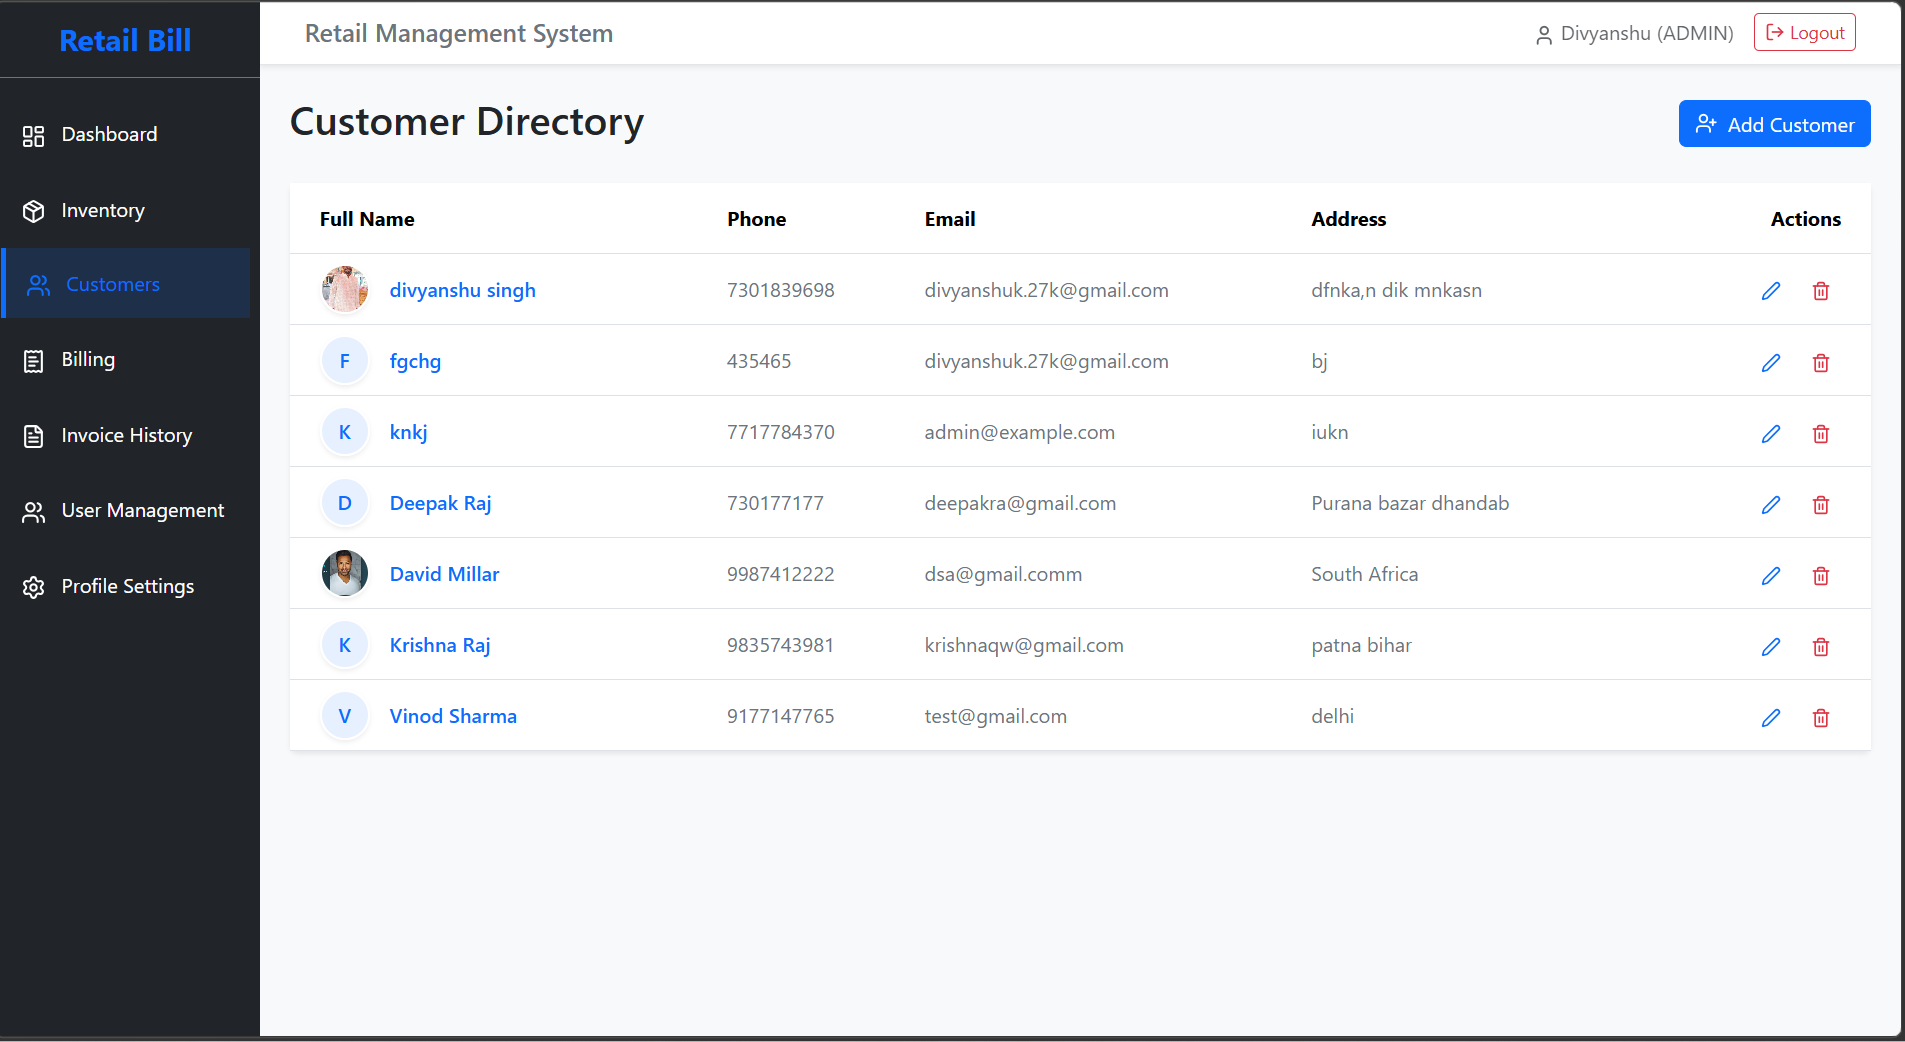 Retail Bill
Retail Management System
Divyanshu (ADMIN)
Logout
Dashboard
Inventory
Customers
Billing
Invoice History
User Management
Profile Settings
Customer Directory
Add Customer
Full Name Phone Email Address Actions
divyanshu singh 7301839698 divyanshuk.27k@gmail.com dfnka,n dik mnkasn
F fgchg 435465 divyanshuk.27k@gmail.com bj
K knkj 7717784370 admin@example.com iukn
D Deepak Raj 730177177 deepakra@gmail.com Purana bazar dhandab
David Millar 9987412222 dsa@gmail.comm South Africa
K Krishna Raj 9835743981 krishnaqw@gmail.com patna bihar
V Vinod Sharma 9177147765 test@gmail.com delhi